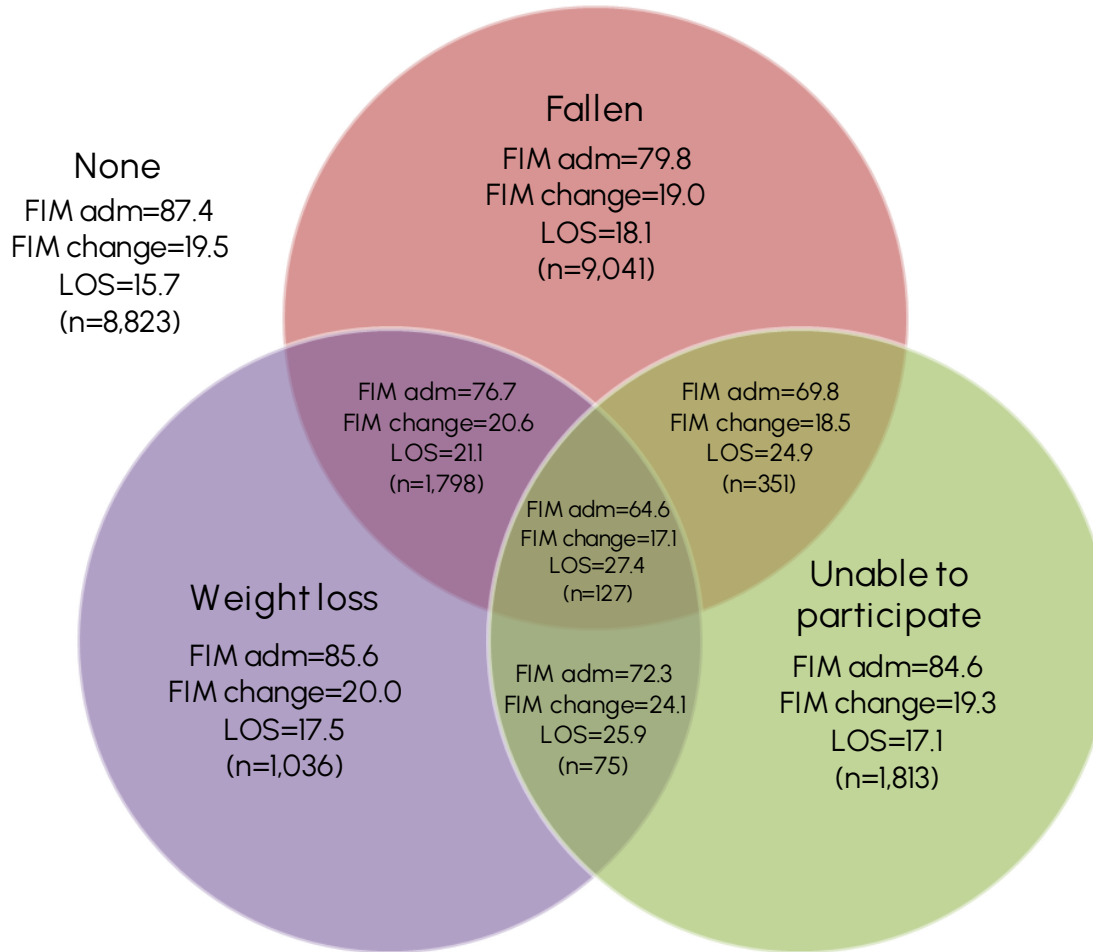 Fallen
FIM adm=79.8
FIM change=19.0
LOS=18.1
(n=9,041)
None
FIM adm=87.4
FIM change=19.5
LOS=15.7
(n=8,823)
FIM adm=76.7
FIM change=20.6
LOS=21.1
(n=1,798)
FIM adm=69.8
FIM change=18.5
LOS=24.9
(n=351)
FIM adm=64.6
FIM change=17.1
LOS=27.4
(n=127)
Weight loss
FIM adm=85.6
FIM change=20.0
LOS=17.5
(n=1,036)
FIM adm=72.3
FIM change=24.1
LOS=25.9
(n=75)
Unable to
participate
FIM adm=84.6
FIM change=19.3
LOS=17.1
(n=1,813)